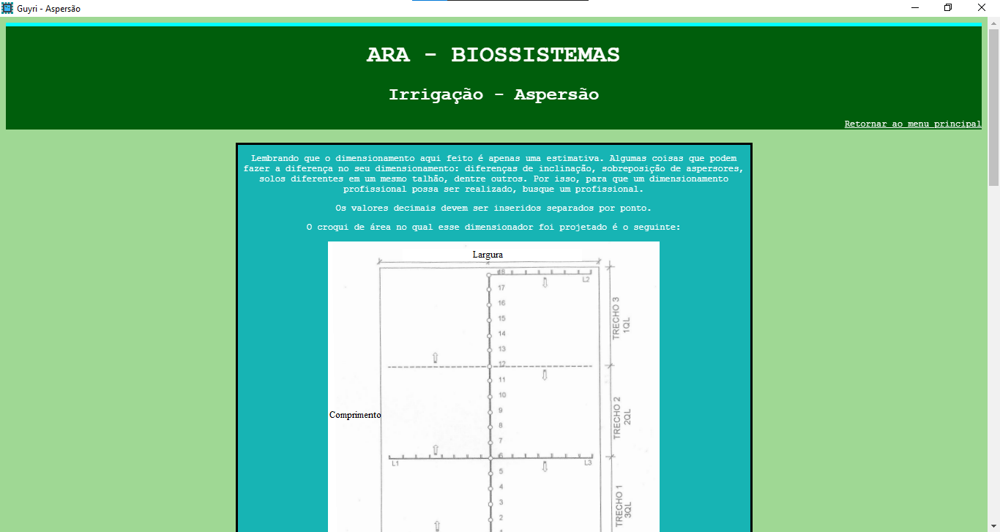 Guyri - Aspersão
ARA - BIOSSISTEMAS
Irrigação - Aspersão
Retornar ao menu principal
Lembrando que o dimensionamento aqui feito é apenas uma estimativa. Algumas coisas que podem
fazer a diferença no seu dimensionamento: diferenças de inclinação, sobreposição de aspersores,
solos diferentes em um mesmo talhão, dentre outros. Por isso, para que um dimensionamento
profissional possa ser realizado, busque um profissional.
Os valores decimais devem ser inseridos separados por ponto.
O croqui de área no qual esse dimensionador foi projetado é o seguinte:
Largura
18
L2
17
16
15
14
13
12
TRECHO 3
1QL
11
10
9
8
7
6
Comprimento
TRECHO 2
2QL
L1
L3
5
4
3
2
TRECHO 1
3QL